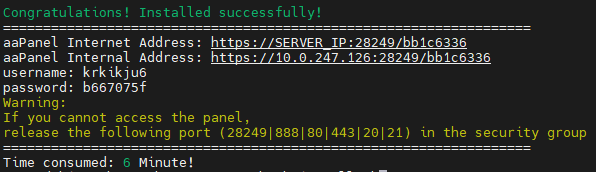 Congratulations! Installed successfully!
==================================================================
aaPanel Internet Address: https://SERVER_IP:28249/bb1c6336
aaPanel Internal Address: https://10.0.247.126:28249/bb1c6336
username: krkikju6
password: b667075f
Warning:
If you cannot access the panel,
release the following port (28249|888|80|443|20|21) in the security group
==================================================================
Time consumed: 6 Minute!